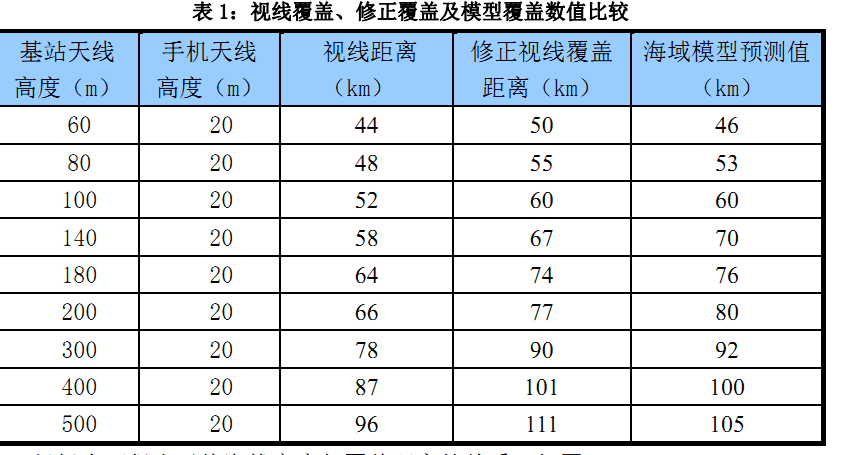 表 1：视线覆盖、修正覆盖及模型覆盖数值比较
基站天线高度（m） 手机天线高度（m） 视线距离（km） 修正视线覆盖距离（km） 海域模型预测值（km）
60 20 44 50 46
80 20 48 55 53
100 20 52 60 60
140 20 58 67 70
180 20 64 74 76
200 20 66 77 80
300 20 78 90 92
400 20 87 101 100
500 20 96 111 105